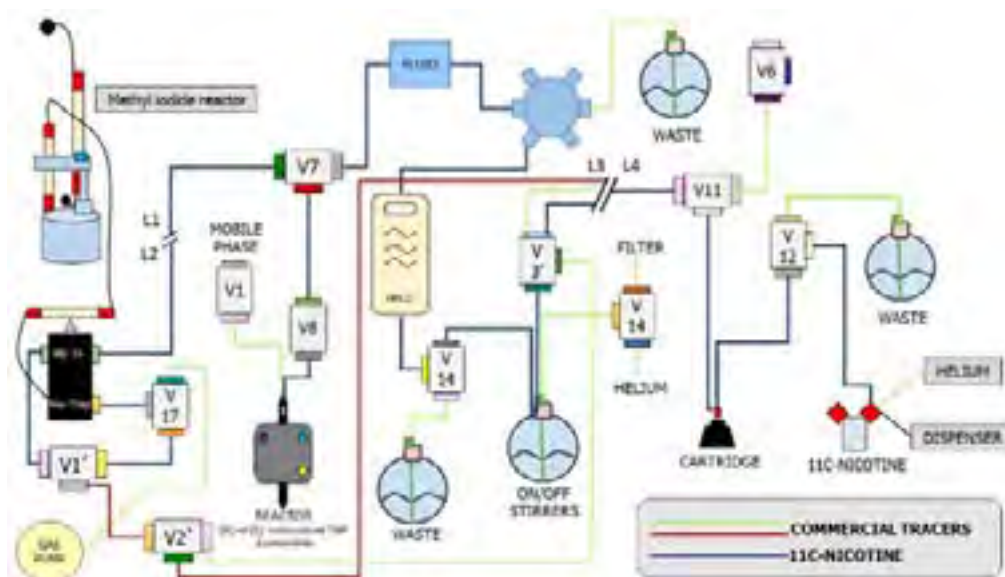 Methyl iodide reactor
V7
WASTE
V6
L3
L4
V11
L1
L2
MOBILE
PHASE
V1
V8
V
3'
FILTER
V
14
HELIUM
V
12
WASTE
V
14
V
17
V1'
V2'
GAS
REACTOR
WASTE
ON/OFF
STIRRERS
CARTRIDGE
HELIUM
DISPENSER
11C-NICOTINE
COMMERCIAL TRACERS
11C-NICOTINE